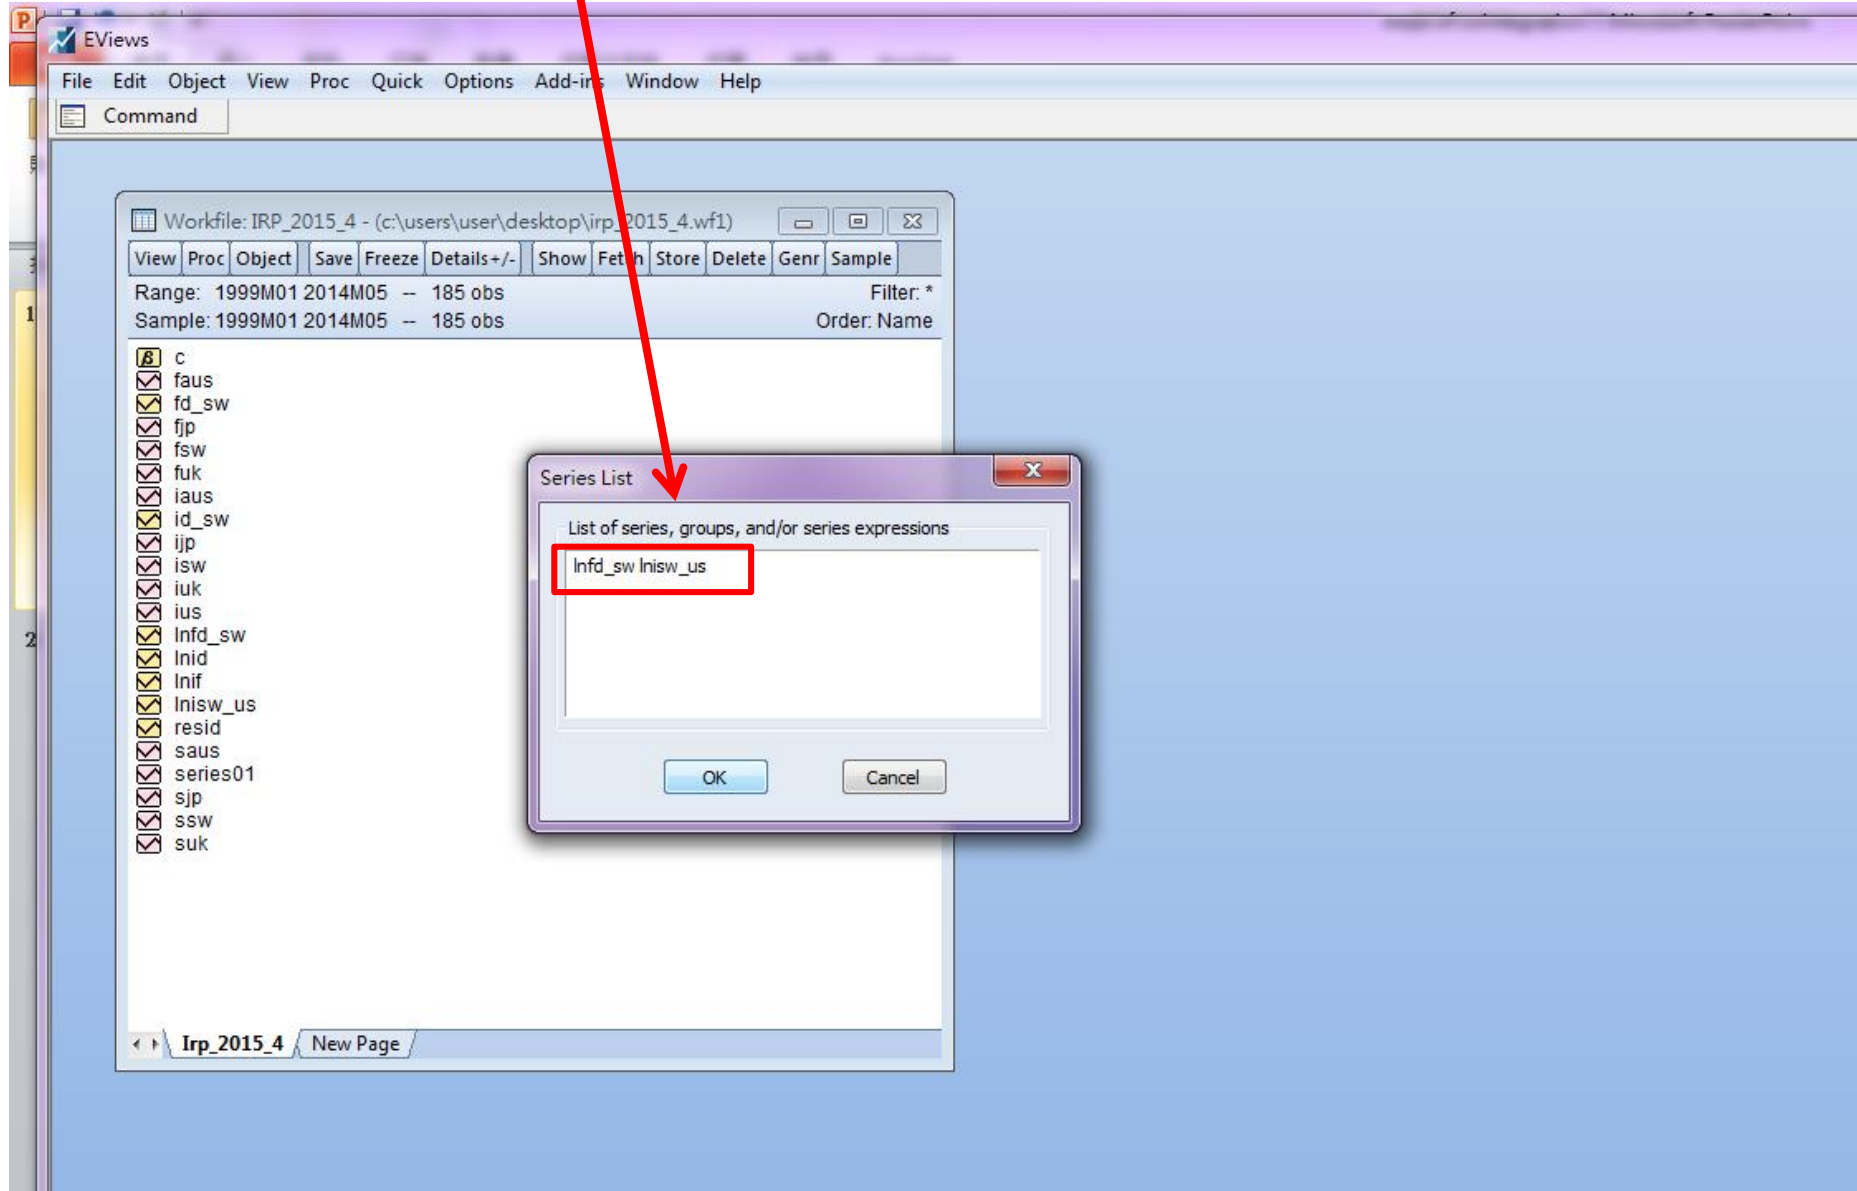 EViews
File Edit Object View Proc Quick Options Add-ins Window Help
Command
Workfile: IRP_2015_4 - (c:\users\user\desktop\irp_2015_4.wf1)
View Proc Object Save Freeze Details+/- Show Fetch Store Delete Genr Sample
Range: 1999M01 2014M05 -- 185 obs Filter: *
Sample: 1999M01 2014M05 -- 185 obs Order: Name
c
faus
fd_sw
fjp
fsw
fuk
iaus
id_sw
ijp
isw
iuk
ius
lnfd_sw
lnid
lnif
lnisw_us
resid
saus
series01
sjp
ssw
suk
Irp_2015_4 New Page
Series List
List of series, groups, and/or series expressions
lnfd_sw lnisw_us
OK Cancel
1
2